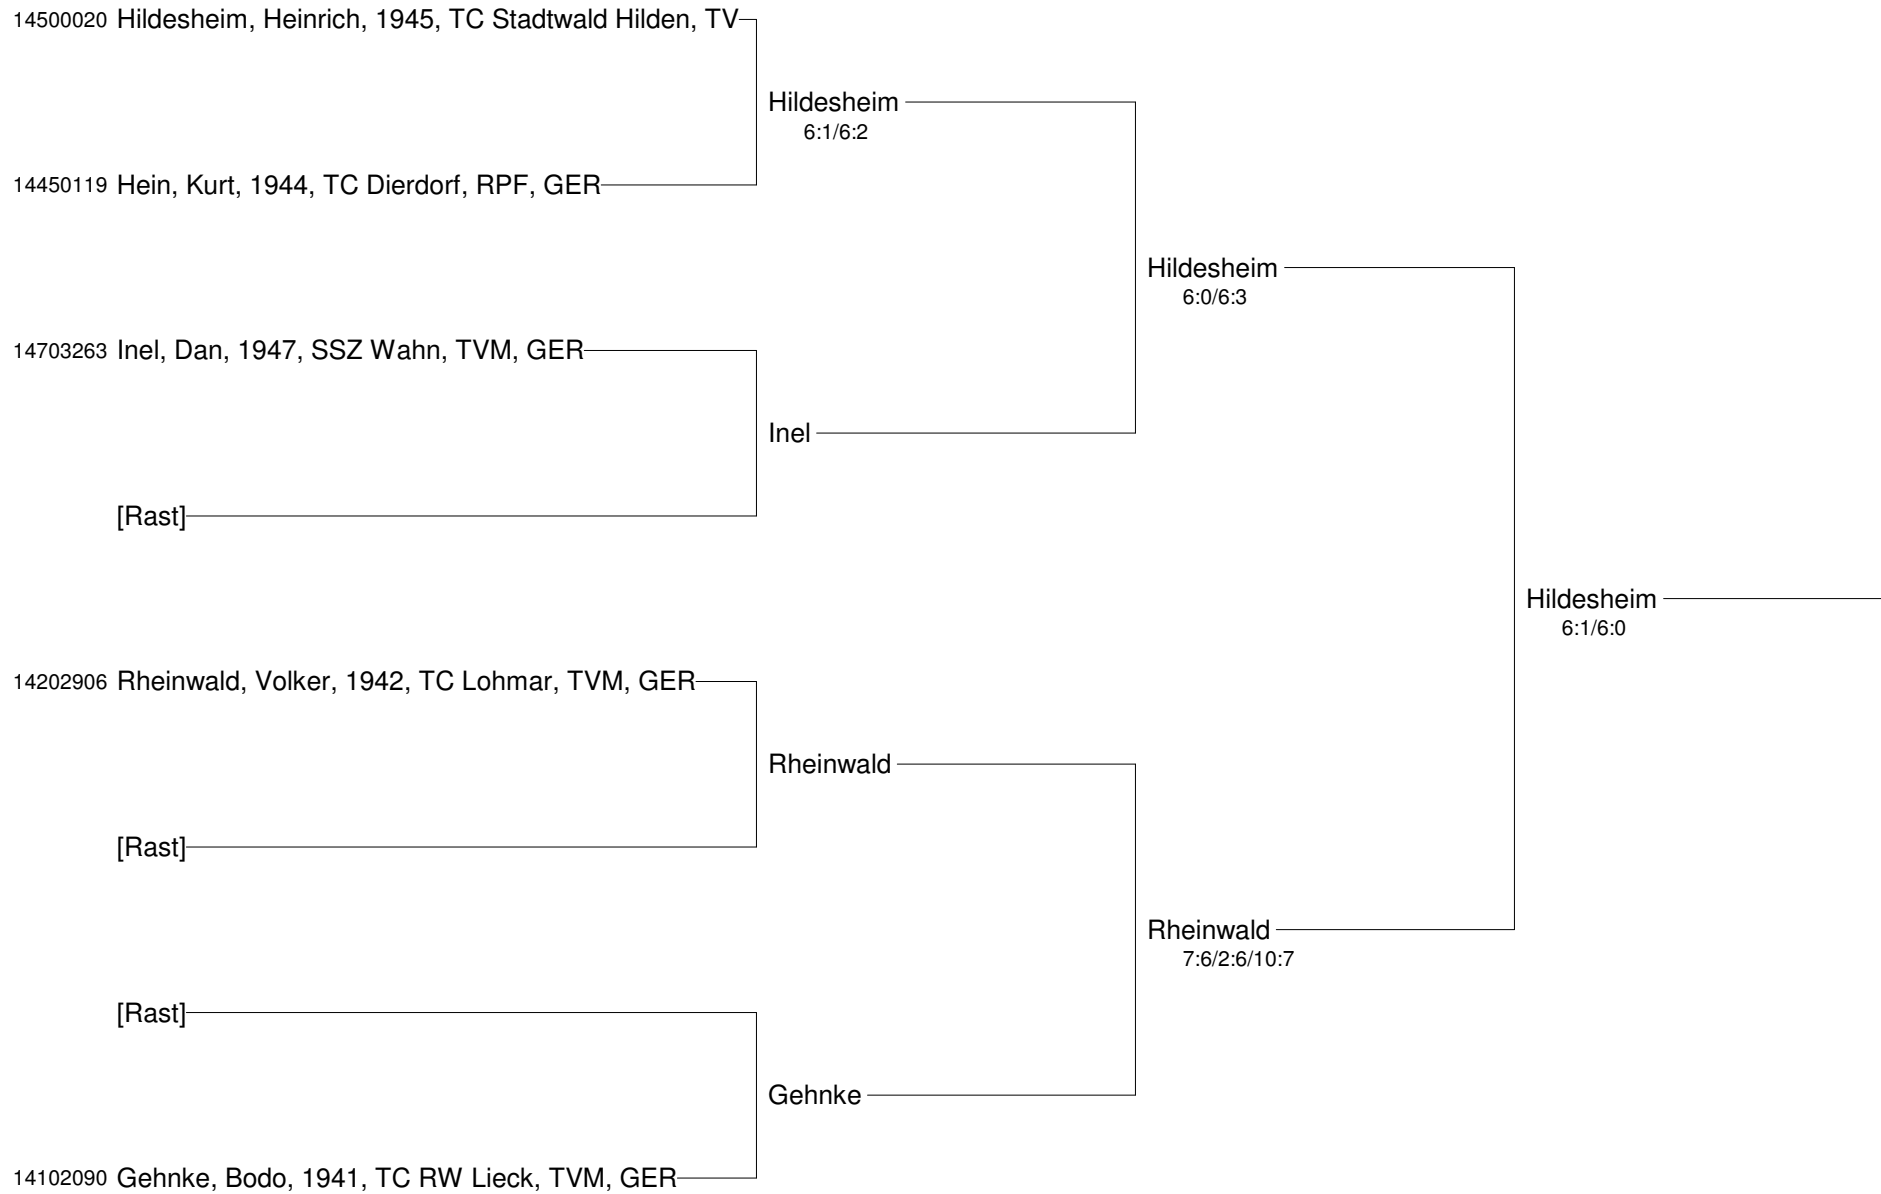 14500020 Hildesheim, Heinrich, 1945, TC Stadtwald Hilden, TV
Hildesheim
6:1/6:2
14450119 Hein, Kurt, 1944, TC Dierdorf, RPF, GER
Hildesheim
6:0/6:3
14703263 Inel, Dan, 1947, SSZ Wahn, TVM, GER
Inel
[Rast]
Hildesheim
6:1/6:0
14202906 Rheinwald, Volker, 1942, TC Lohmar, TVM, GER
Rheinwald
[Rast]
Rheinwald
7:6/2:6/10:7
[Rast]
Gehnke
14102090 Gehnke, Bodo, 1941, TC RW Lieck, TVM, GER